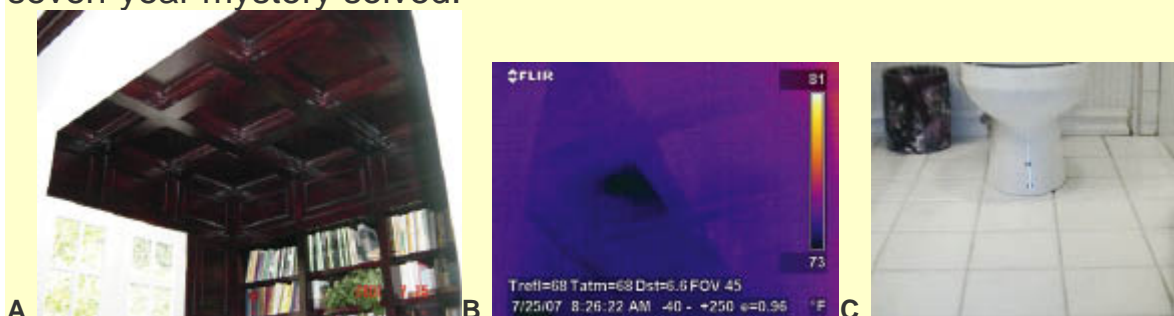 seven-year mystery solved.
FLIR
81
73
Trefl=68 Tatm=68 Dst=6.6 FOV 45
7/25/07 8:26:22 AM -40 - +250 e=0.96 °F
A
B
C